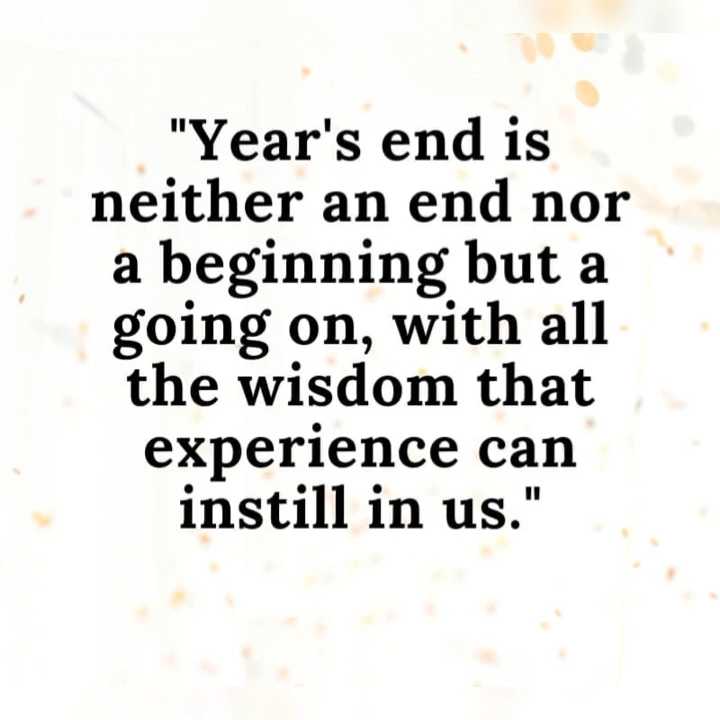 "Year's end is
neither an end nor
a beginning but a
going on, with all
the wisdom that
experience can
instill in us."